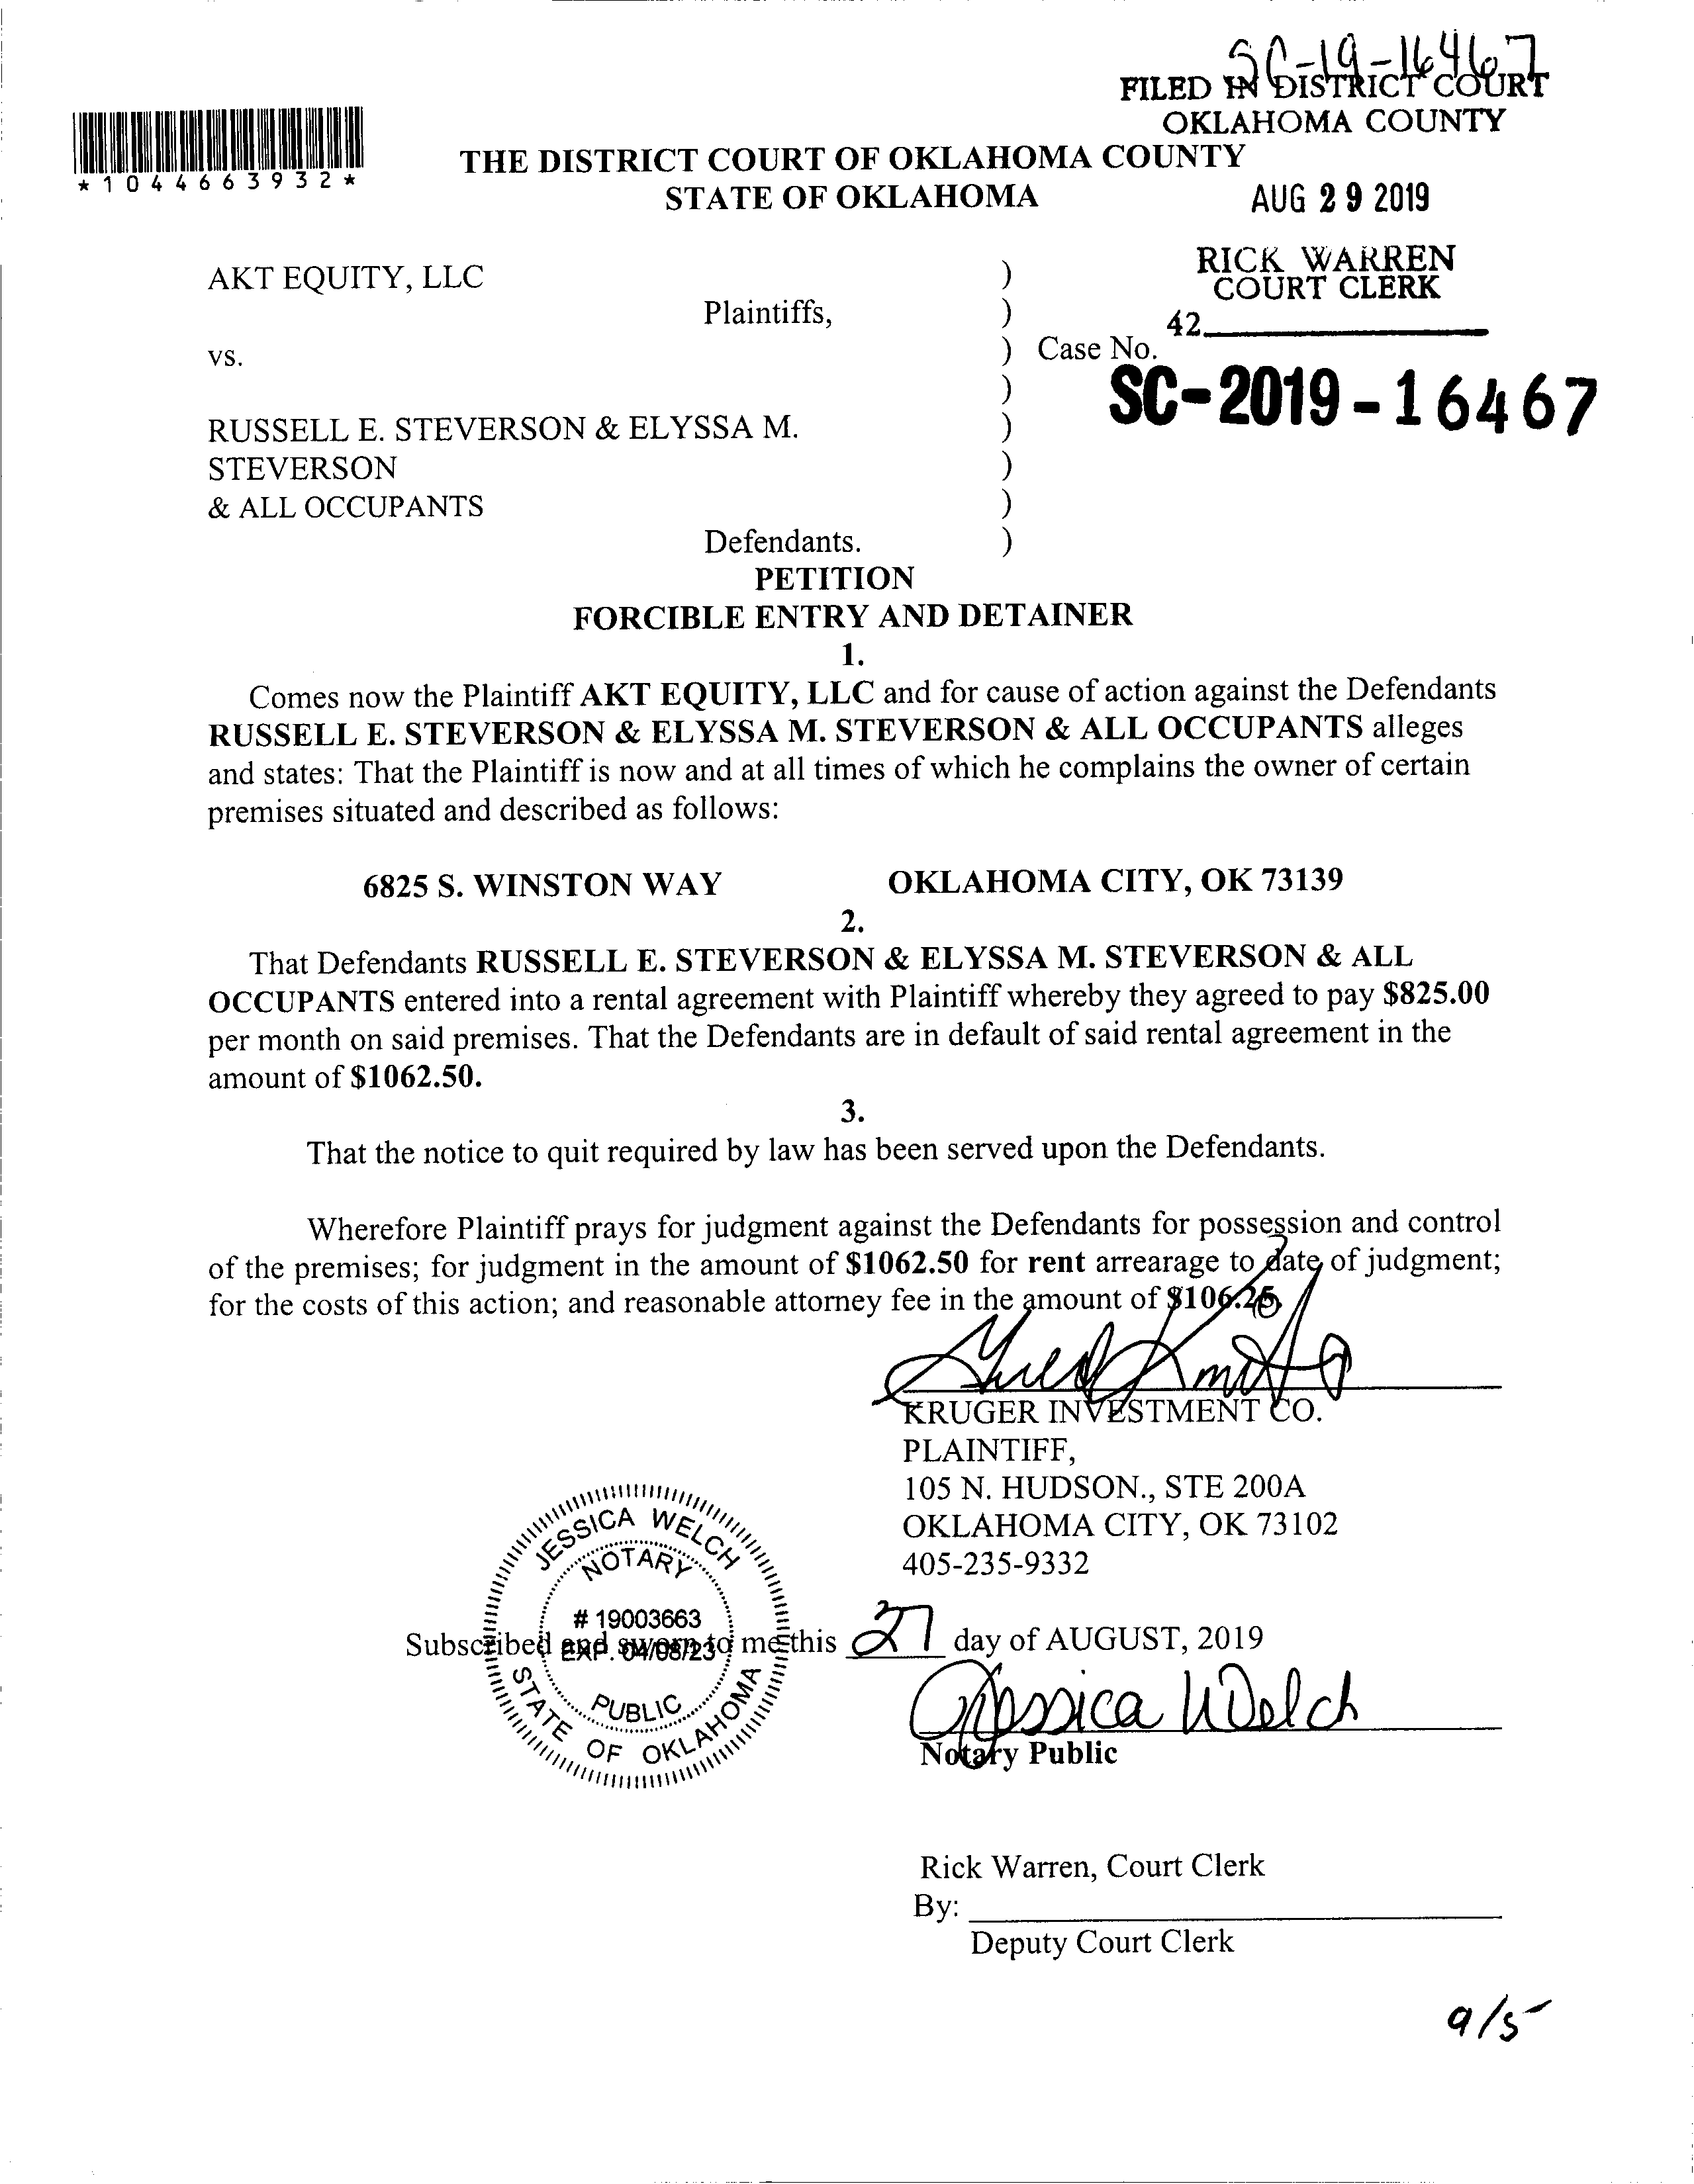 SC-19-16467
FILED IN DISTRICT COURT
OKLAHOMA COUNTY
*1044663932*
THE DISTRICT COURT OF OKLAHOMA COUNTY
STATE OF OKLAHOMA
AUG 29 2019
RICK WARREN
COURT CLERK
42
AKT EQUITY, LLC )
Plaintiffs, )
vs. ) Case No.
)
SC-2019-16467
RUSSELL E. STEVERSON & ELYSSA M. )
STEVERSON )
& ALL OCCUPANTS )
Defendants. )
PETITION
FORCIBLE ENTRY AND DETAINER
1.
Comes now the Plaintiff AKT EQUITY, LLC and for cause of action against the Defendants
RUSSELL E. STEVERSON & ELYSSA M. STEVERSON & ALL OCCUPANTS alleges
and states: That the Plaintiff is now and at all times of which he complains the owner of certain
premises situated and described as follows:
6825 S. WINSTON WAY OKLAHOMA CITY, OK 73139
2.
That Defendants RUSSELL E. STEVERSON & ELYSSA M. STEVERSON & ALL
OCCUPANTS entered into a rental agreement with Plaintiff whereby they agreed to pay $825.00
per month on said premises. That the Defendants are in default of said rental agreement in the
amount of $1062.50.
3.
That the notice to quit required by law has been served upon the Defendants.
Wherefore Plaintiff prays for judgment against the Defendants for possession and control
of the premises; for judgment in the amount of $1062.50 for rent arrearage to date of judgment;
for the costs of this action; and reasonable attorney fee in the amount of $106.25.
KRUGER INVESTMENT CO.
PLAINTIFF,
105 N. HUDSON., STE 200A
OKLAHOMA CITY, OK 73102
405-235-9332
JESSICA WELCH
NOTARY
# 19003663
EXP. 04/08/23
PUBLIC
STATE OF OKLAHOMA
Subscribed and sworn to me this 27 day of AUGUST, 2019
Jessica Welch
Notary Public
Rick Warren, Court Clerk
By:
Deputy Court Clerk
9/5